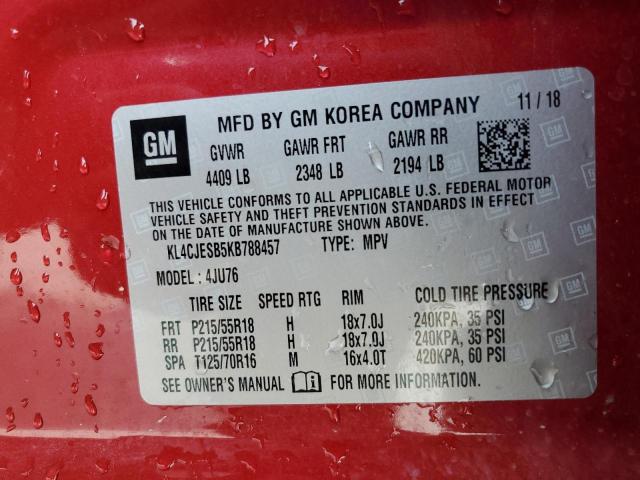 GM
MFD BY GM KOREA COMPANY 11 / 18
GVWR GAWR FRT GAWR RR
4409 LB 2348 LB 2194 LB
THIS VEHICLE CONFORMS TO ALL APPLICABLE U.S. FEDERAL MOTOR
VEHICLE SAFETY AND THEFT PREVENTION STANDARDS IN EFFECT
ON THE DATE OF MANUFACTURE SHOWN ABOVE.
KL4CJESB5KB788457 TYPE: MPV
MODEL: 4JU76
TIRE SIZE SPEED RTG RIM COLD TIRE PRESSURE
FRT P215/55R18 H 18x7.0J 240KPA, 35 PSI
RR P215/55R18 H 18x7.0J 240KPA, 35 PSI
SPA T125/70R16 M 16x4.0T 420KPA, 60 PSI
SEE OWNER'S MANUAL FOR MORE INFORMATION.